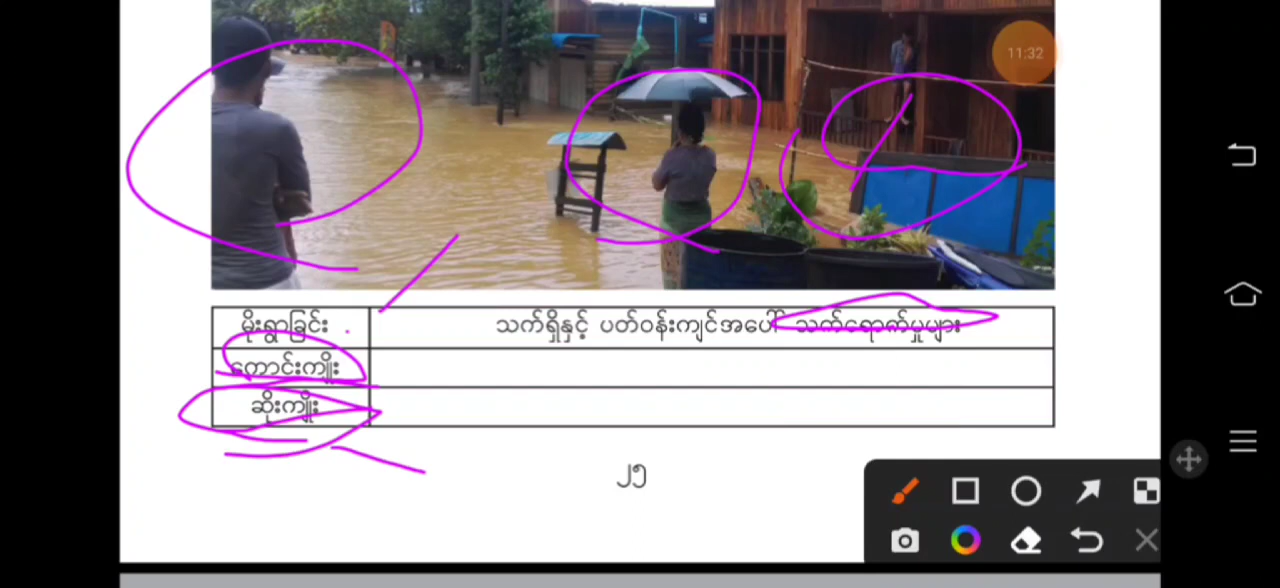 11:32
မိုးရွာခြင်း သက်ရှိနှင့် ပတ်ဝန်းကျင်အပေါ် သက်ရောက်မှုများ
ကောင်းကျိုး
ဆိုးကျိုး
၂၅